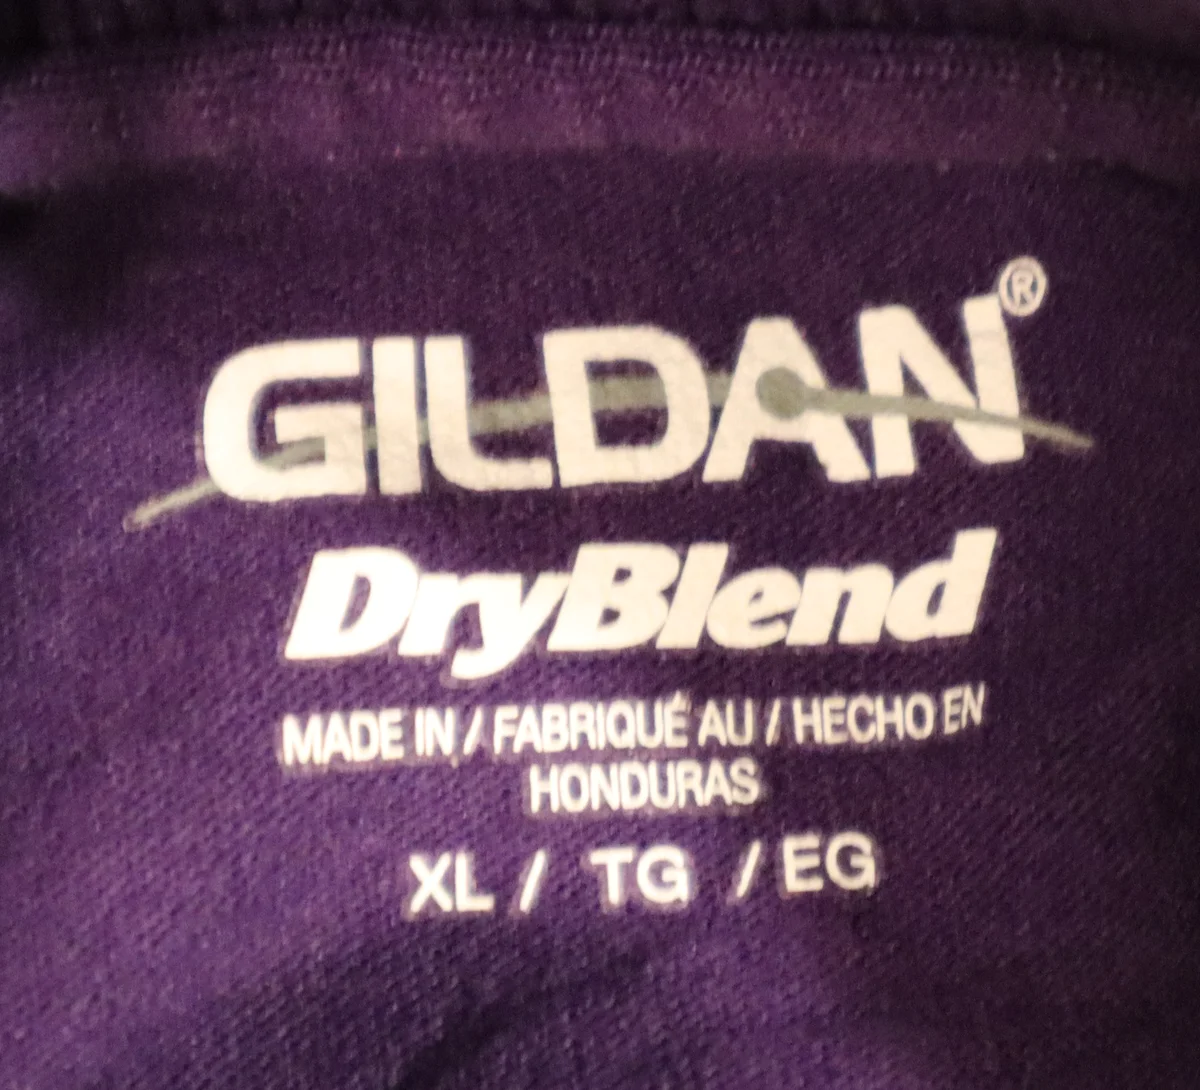 GILDAN®
DryBlend
MADE IN / FABRIQUÉ AU / HECHO EN
HONDURAS
XL / TG / EG